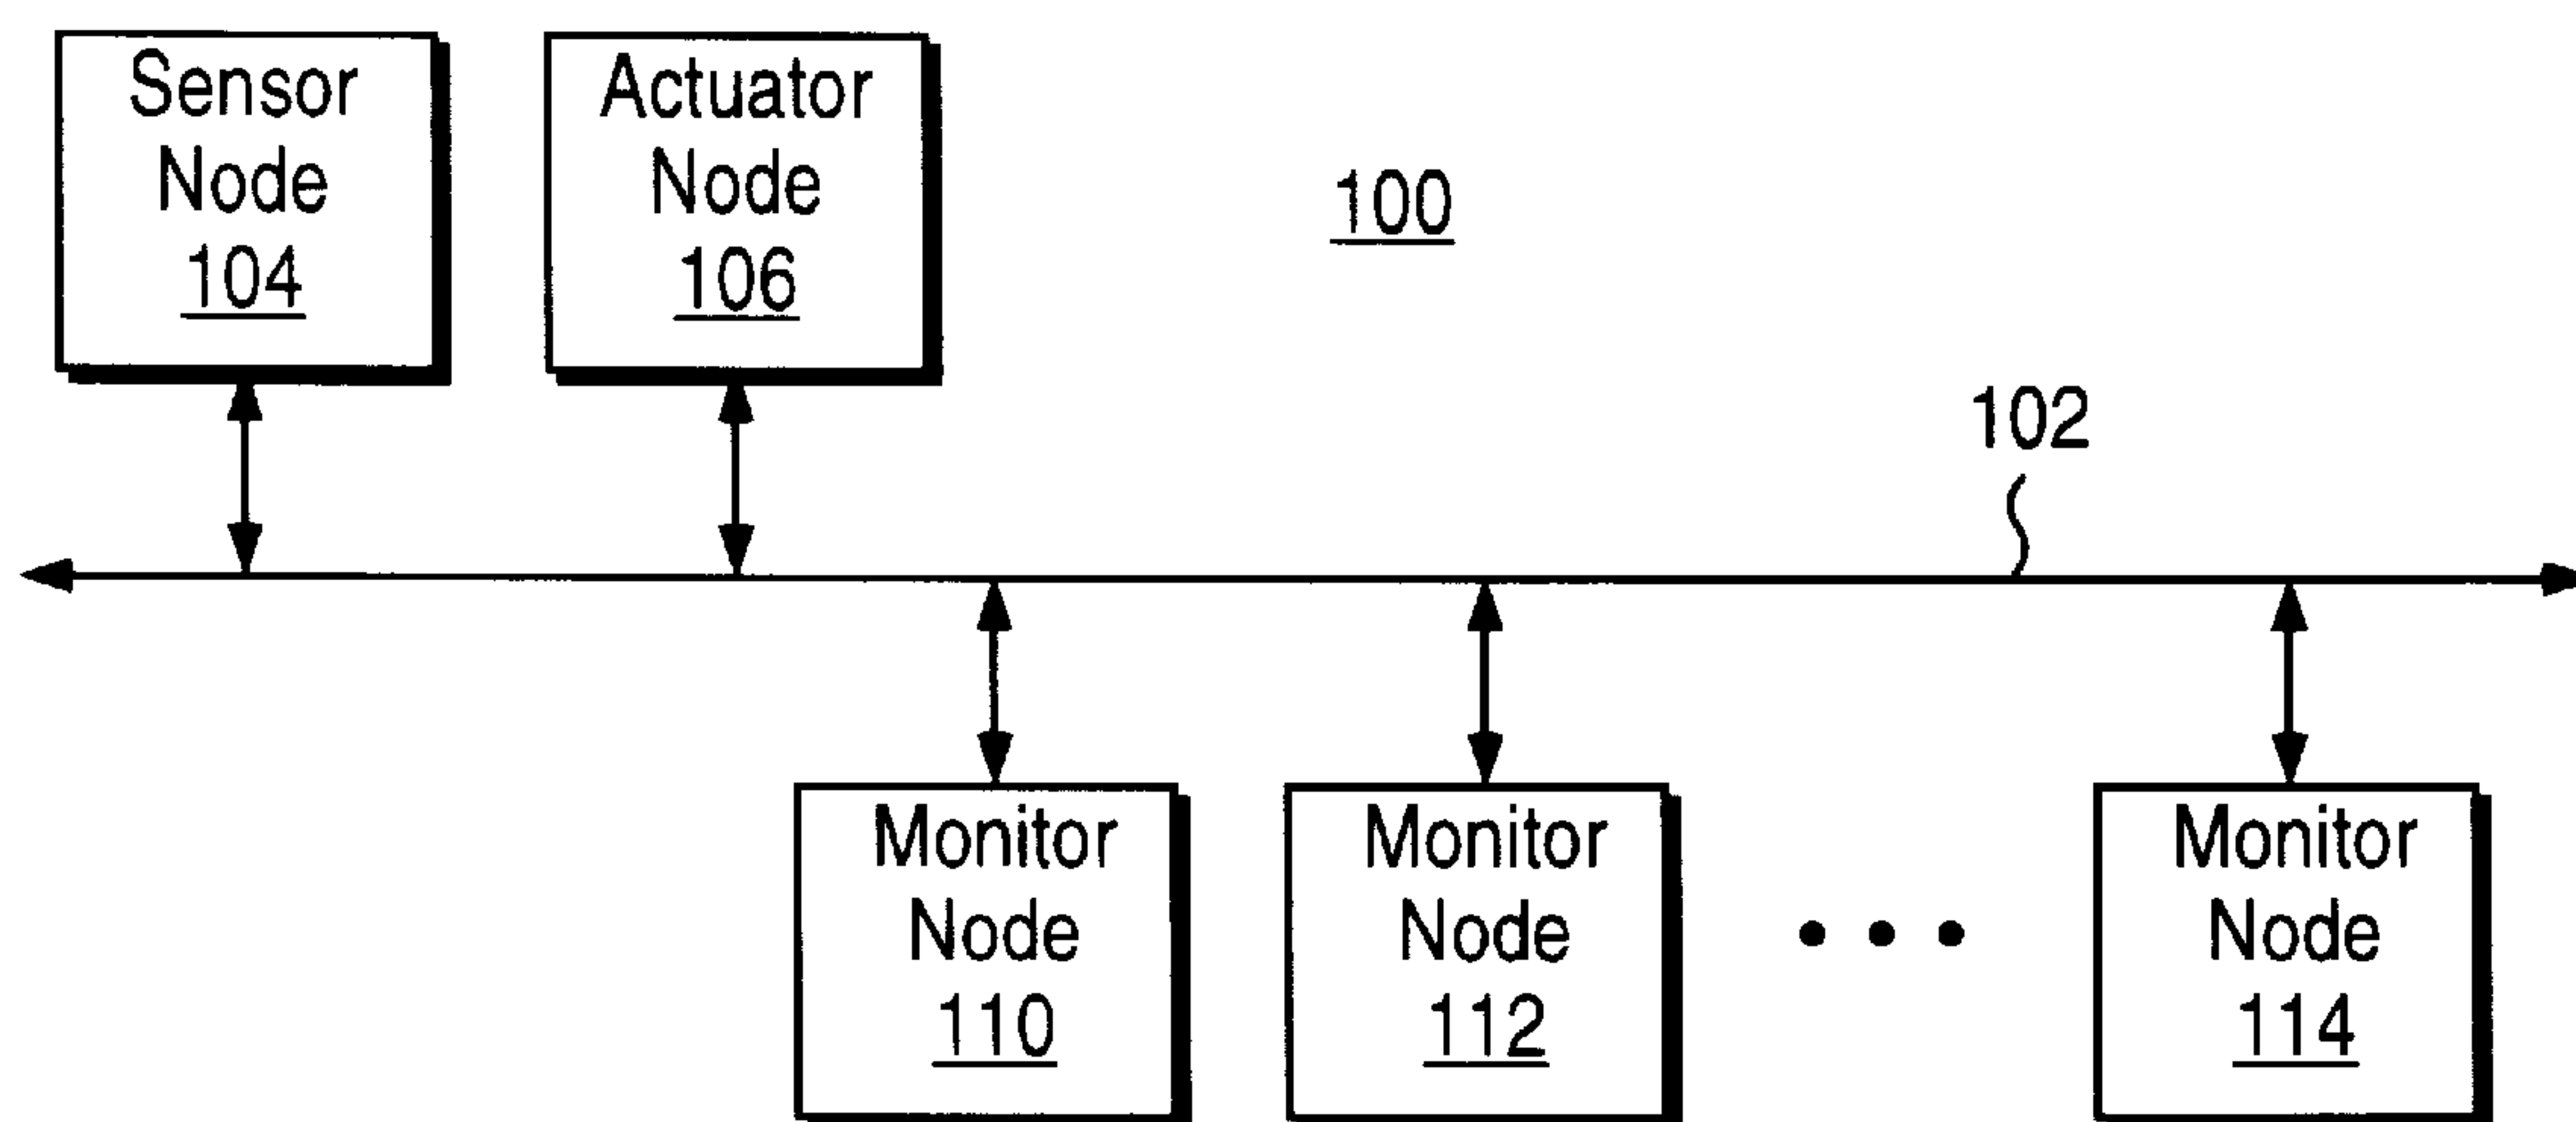 Sensor
Node
104
Actuator
Node
106
100
102
Monitor
Node
110
Monitor
Node
112
Monitor
Node
114